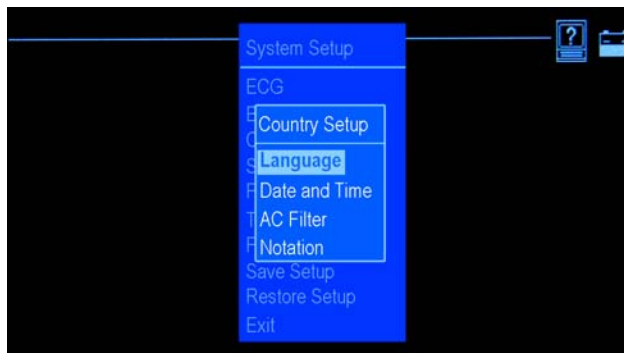 System Setup
?
ECG
Country Setup
Language
Date and Time
AC Filter
Notation
Save Setup
Restore Setup
Exit